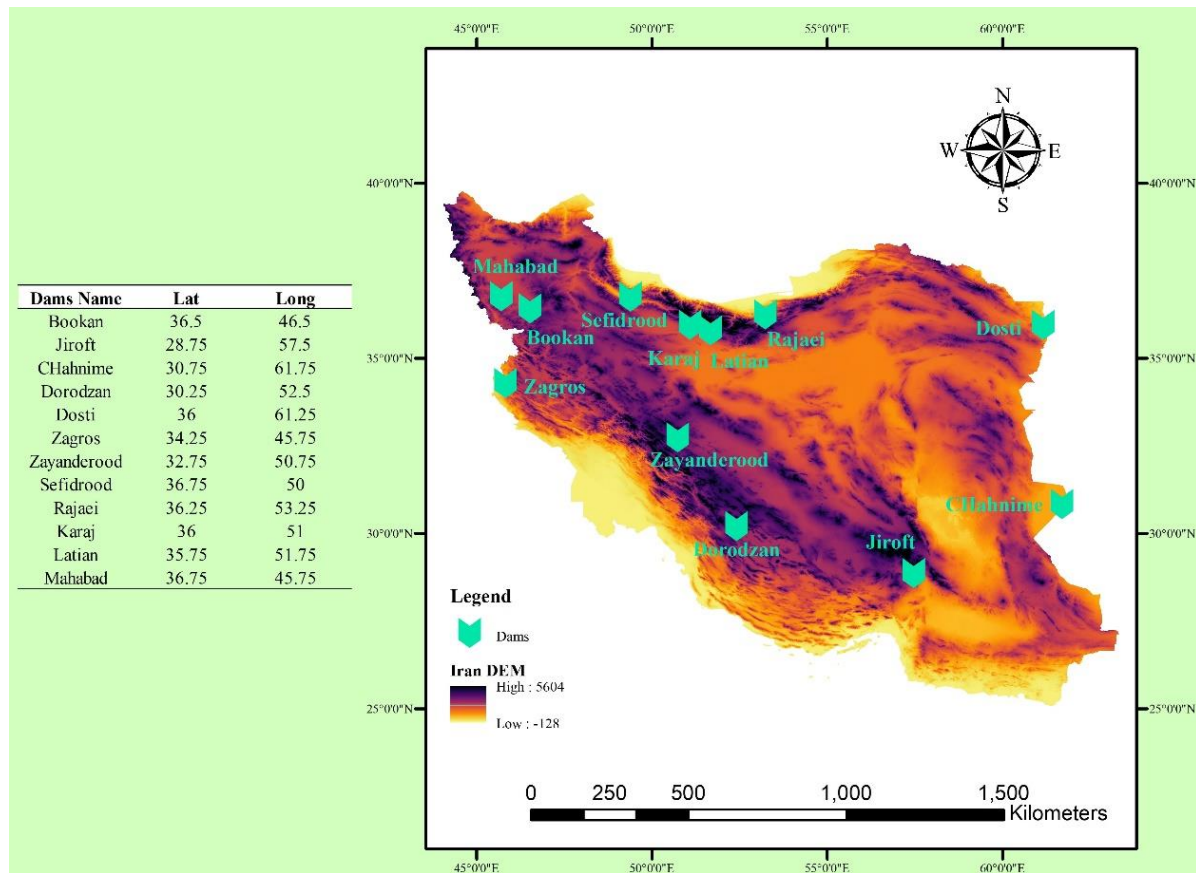 Dams Name Lat Long
Bookan 36.5 46.5
Jiroft 28.75 57.5
CHahnime 30.75 61.75
Dorodzan 30.25 52.5
Dosti 36 61.25
Zagros 34.25 45.75
Zayanderood 32.75 50.75
Sefidrood 36.75 50
Rajaei 36.25 53.25
Karaj 36 51
Latian 35.75 51.75
Mahabad 36.75 45.75
45°0'0"E 50°0'0"E 55°0'0"E 60°0'0"E
N
W E
S
40°0'0"N 40°0'0"N
Mahabad
Sefidrood
Bookan
Karaj
Latian
Rajaei
Dosti
35°0'0"N 35°0'0"N
Zagros
Zayanderood
CHahnime
30°0'0"N 30°0'0"N
Dorodzan
Jiroft
Legend
Dams
Iran DEM
High : 5604
Low : -128
25°0'0"N 25°0'0"N
0 250 500 1,000 1,500
Kilometers
45°0'0"E 50°0'0"E 55°0'0"E 60°0'0"E